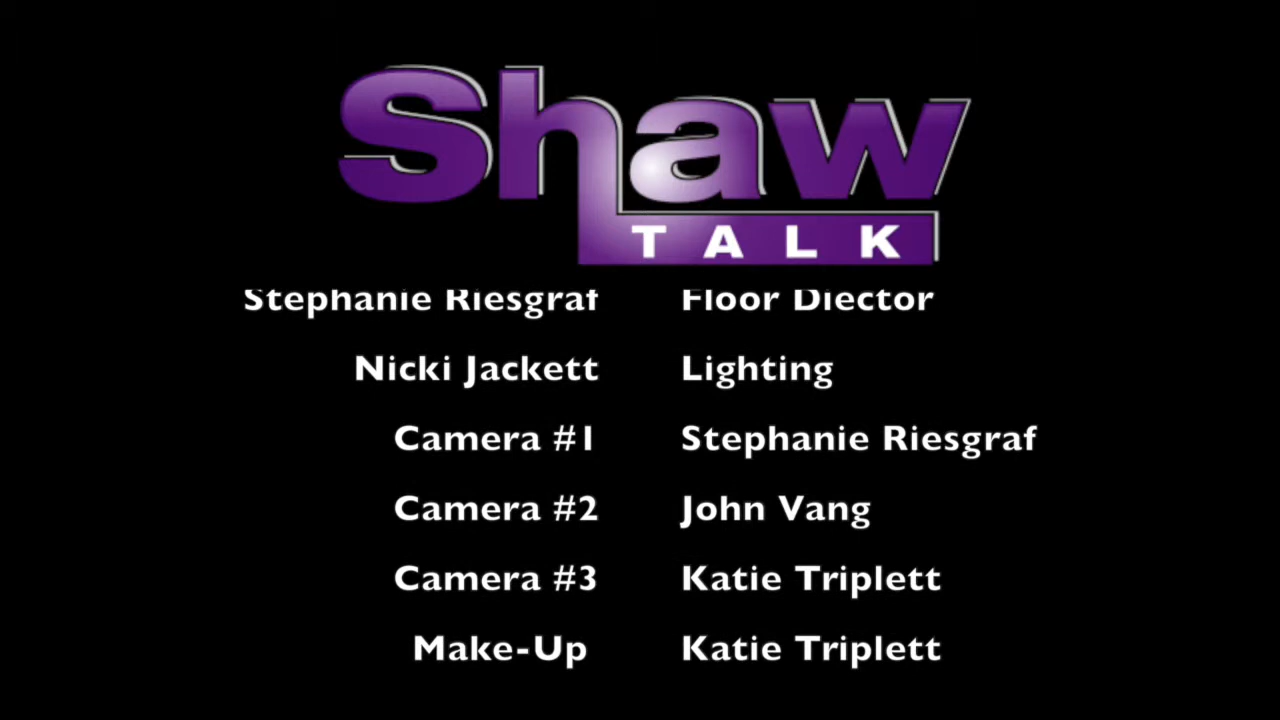 Shaw
TALK
Stephanie Riesgraf Floor Diector
Nicki Jackett Lighting
Camera #1 Stephanie Riesgraf
Camera #2 John Vang
Camera #3 Katie Triplett
Make-Up Katie Triplett